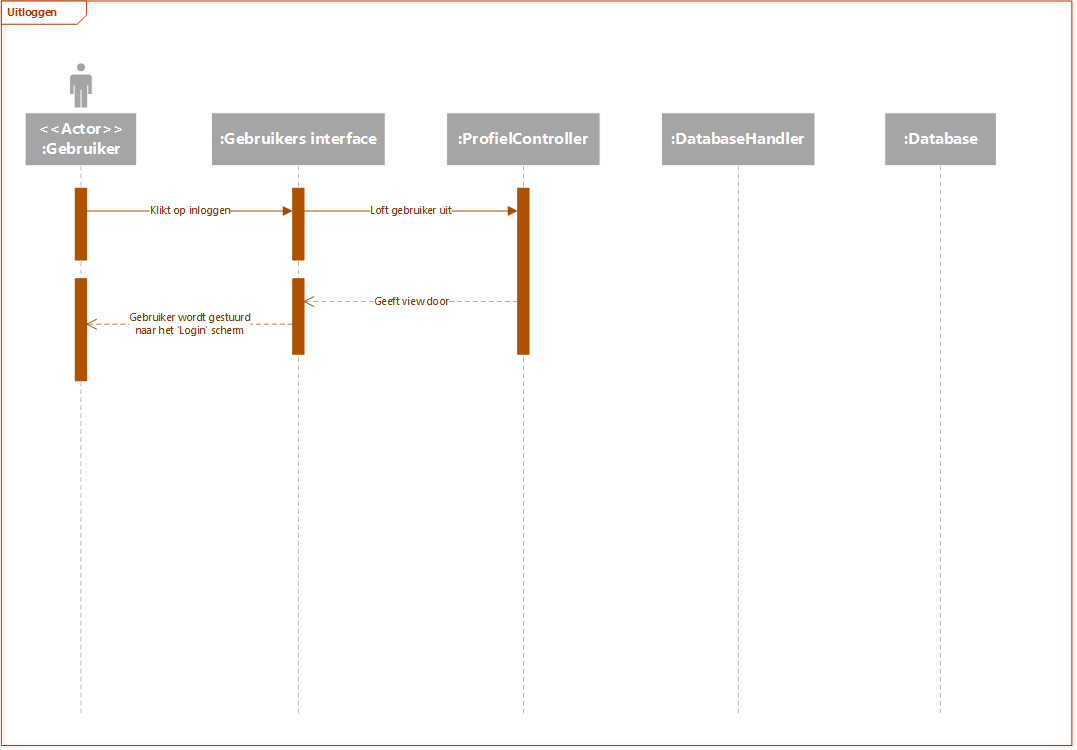 Uitloggen
<<Actor>>
:Gebruiker
:Gebruikers interface
:ProfielController
:DatabaseHandler
:Database
Klikt op inloggen
Loft gebruiker uit
Geeft view door
Gebruiker wordt gestuurd
naar het 'Login' scherm